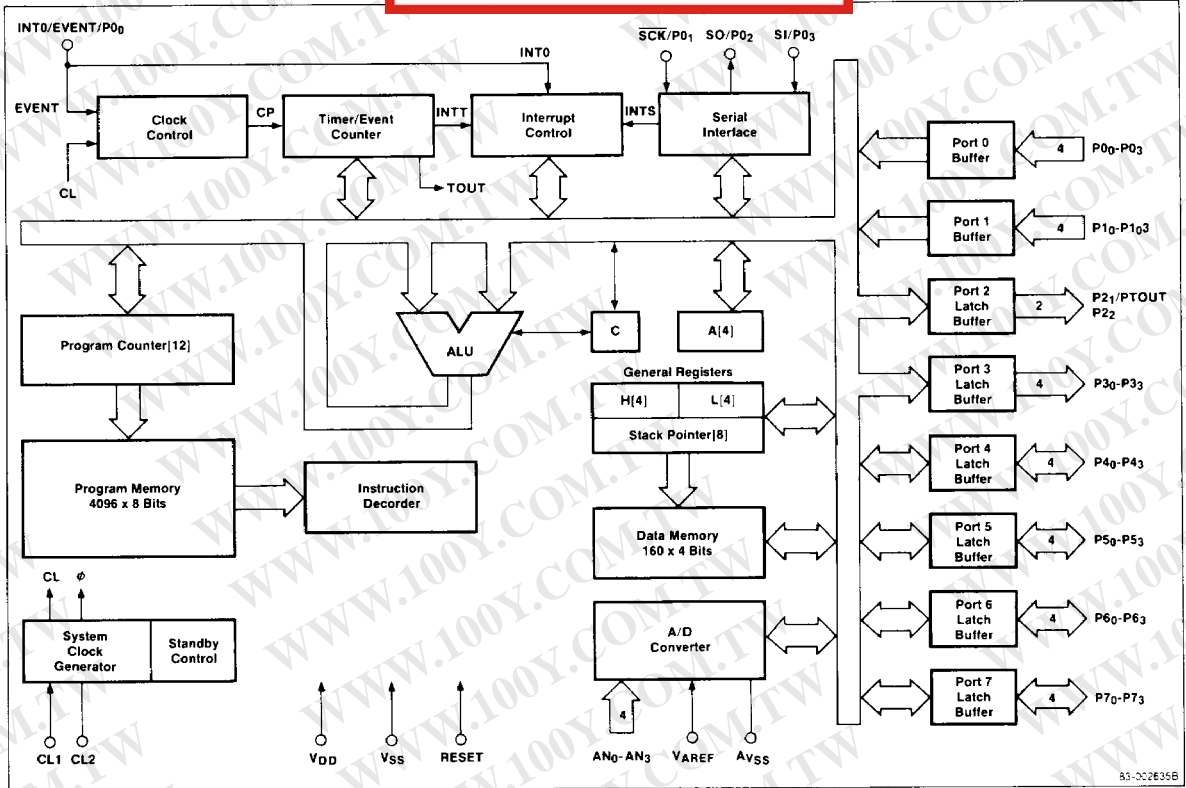 INT0/EVENT/P0₀
SCK/P0₁ SO/P0₂ SI/P0₃
INT0
EVENT
Clock
Control
CP
Timer/Event
Counter
INTT
Interrupt
Control
INTS
Serial
Interface
CL
TOUT
Port 0
Buffer
4
P0₀-P0₃
Port 1
Buffer
4
P1₀-P1₀3
Port 2
Latch
Buffer
2
P2₁/PTOUT
P2₂
Port 3
Latch
Buffer
4
P3₀-P3₃
Port 4
Latch
Buffer
4
P4₀-P4₃
Port 5
Latch
Buffer
4
P5₀-P5₃
Port 6
Latch
Buffer
4
P6₀-P6₃
Port 7
Latch
Buffer
4
P7₀-P7₃
Program Counter[12]
ALU
C
A[4]
General Registers
H[4] L[4]
Stack Pointer[8]
Program Memory
4096 x 8 Bits
Instruction
Decorder
Data Memory
160 x 4 Bits
CL ϕ
System
Clock
Generator
Standby
Control
A/D
Converter
4
CL1 CL2
VDD VSS RESET
AN₀-AN₃ VAREF AVSS
83-002635B
WWW.100Y.COM.TW